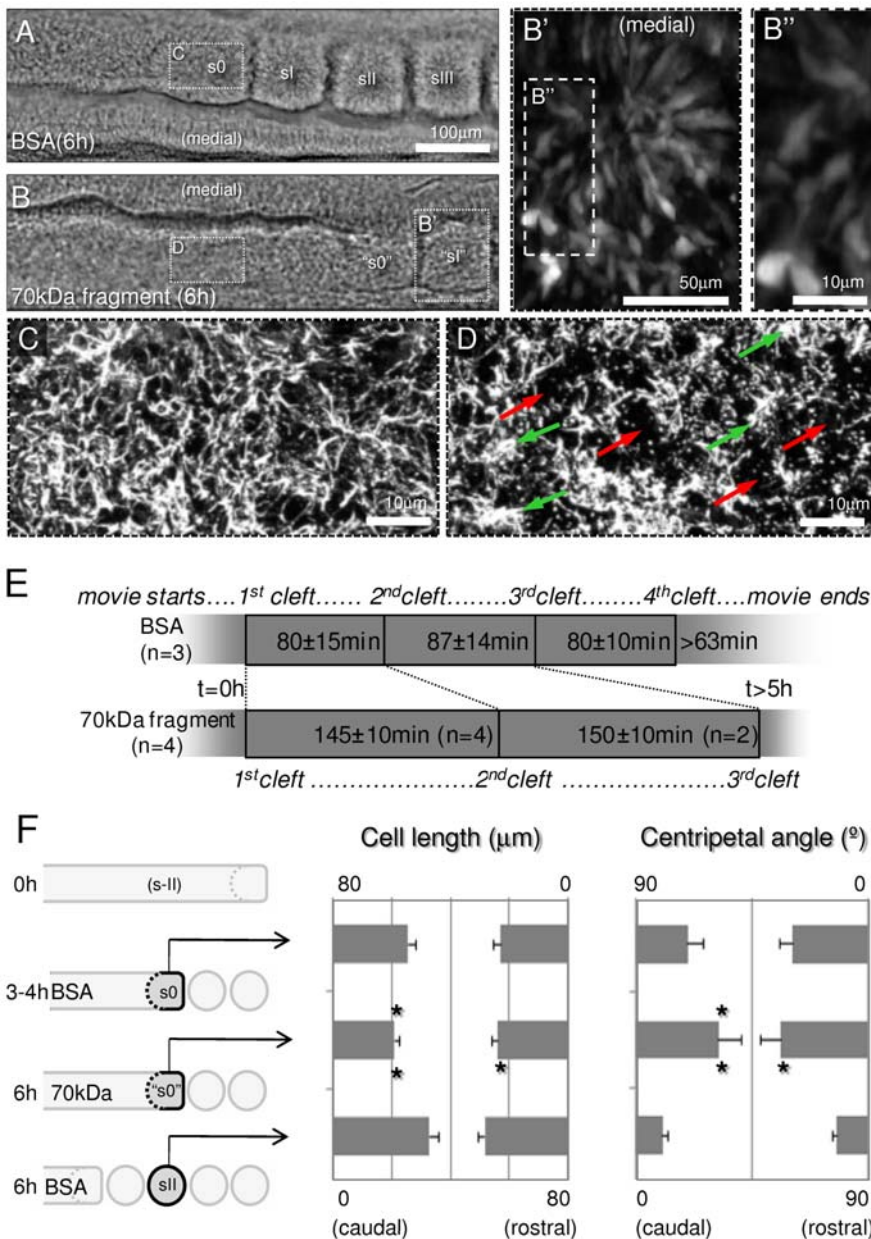 A
C
s0
sI
sII
sIII
BSA(6h)
(medial)
100μm
B
(medial)
B'
D
"s0"
"sI"
70kDa fragment (6h)
B'
(medial)
B''
50μm
B''
10μm
C
10μm
D
10μm
E
movie starts.... 1st cleft...... 2nd cleft........ 3rd cleft........ 4th cleft.... movie ends
BSA
(n=3)
80±15min
87±14min
80±10min
>63min
t=0h
t>5h
70kDa fragment
(n=4)
145±10min (n=4)
150±10min (n=2)
1st cleft .................. 2nd cleft ..................... 3rd cleft
F
Cell length (μm)
Centripetal angle (º)
0h
(s-II)
80
0
90
0
3-4h BSA
s0
*
*
6h 70kDa
"s0"
*
*
*
*
6h BSA
sII
0
80
0
90
(caudal)
(rostral)
(caudal)
(rostral)